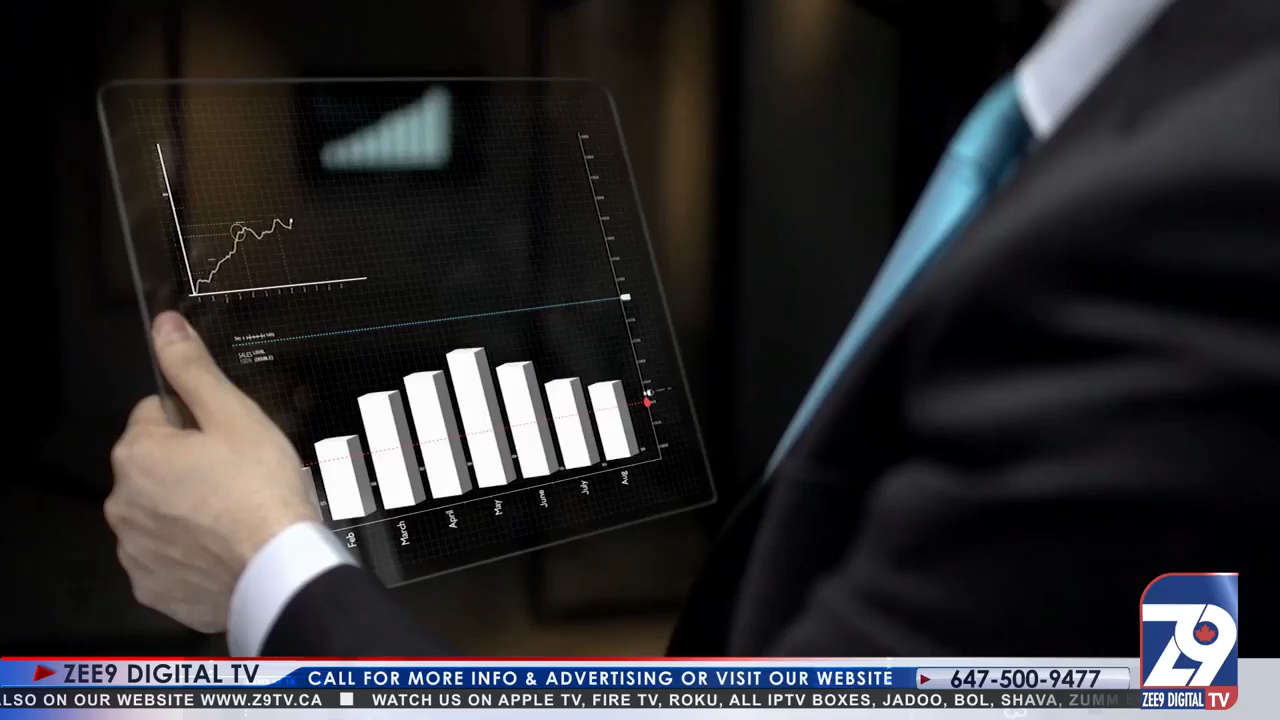 SALES LEVEL
Feb
March
April
May
June
July
Aug
ZEE9 DIGITAL TV
CALL FOR MORE INFO & ADVERTISING OR VISIT OUR WEBSITE
647-500-9477
LSO ON OUR WEBSITE WWW.Z9TV.CA ■ WATCH US ON APPLE TV, FIRE TV, ROKU, ALL IPTV BOXES, JADOO, BOL, SHAVA, ZUMM
Z9
ZEE9 DIGITAL TV